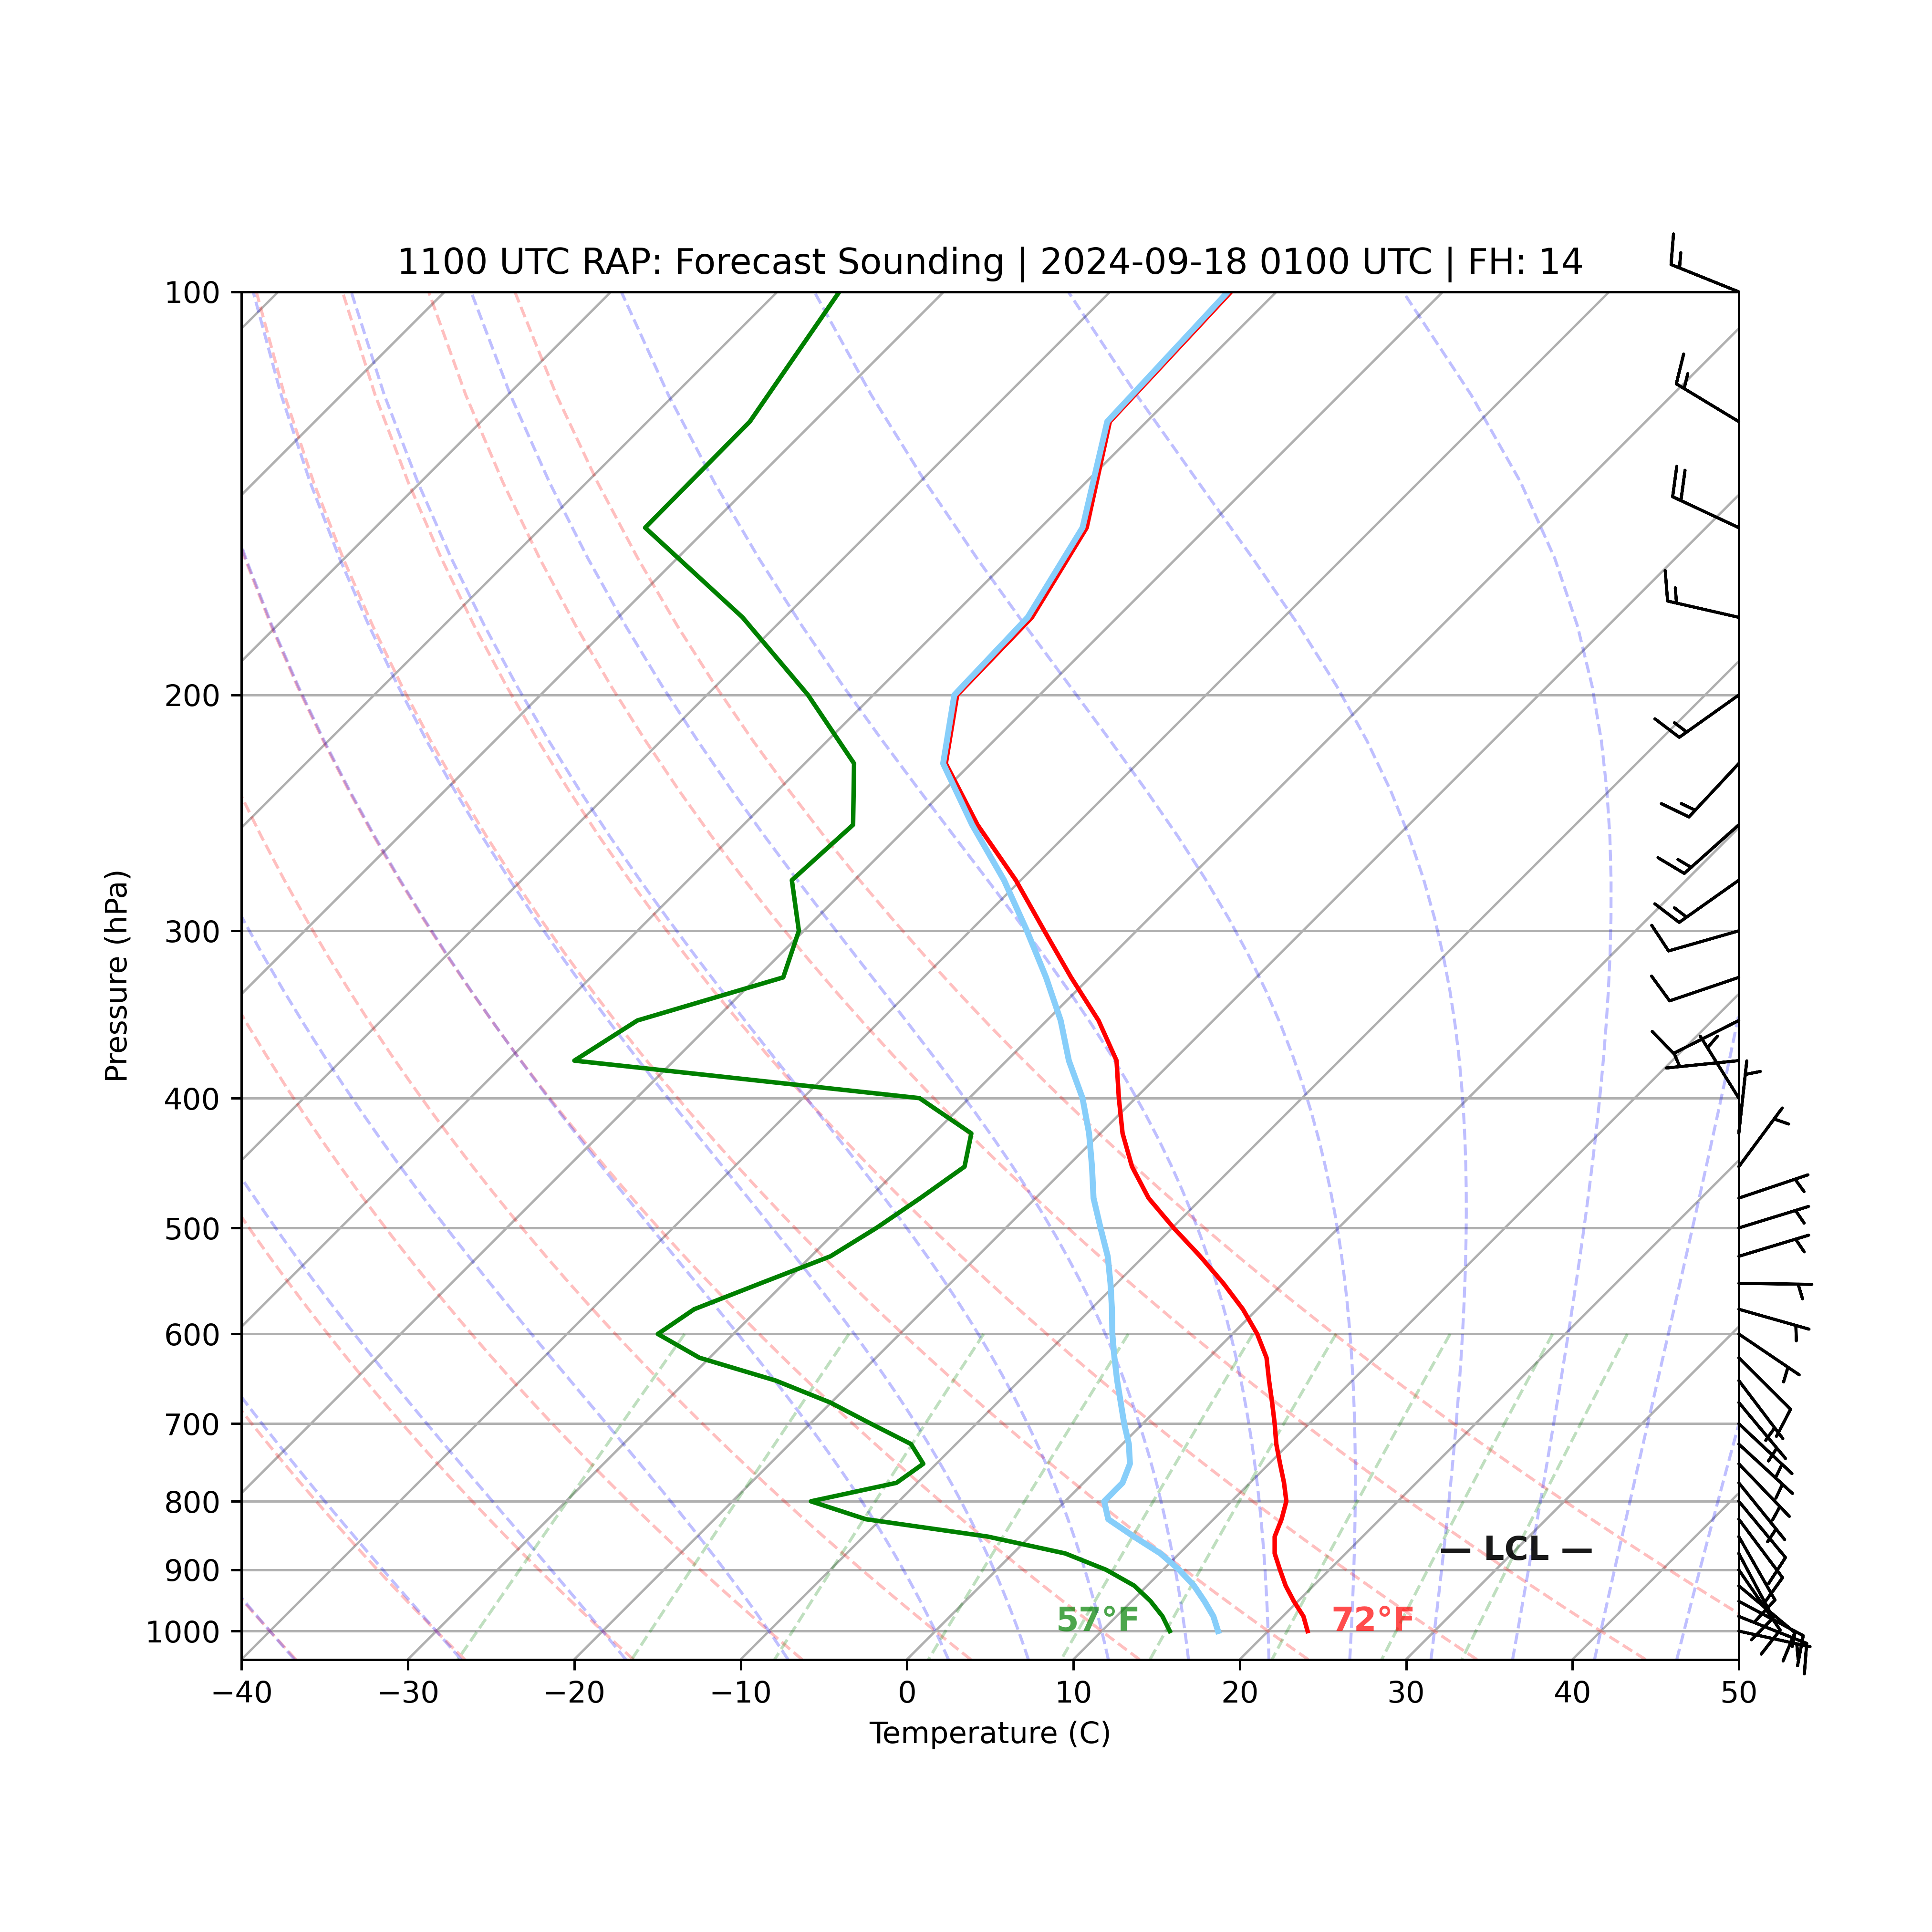 1100 UTC RAP: Forecast Sounding | 2024-09-18 0100 UTC | FH: 14
100
200
300
400
500
600
700
800
900
1000
Pressure (hPa)
— LCL —
57°F
72°F
−40 −30 −20 −10 0 10 20 30 40 50
Temperature (C)